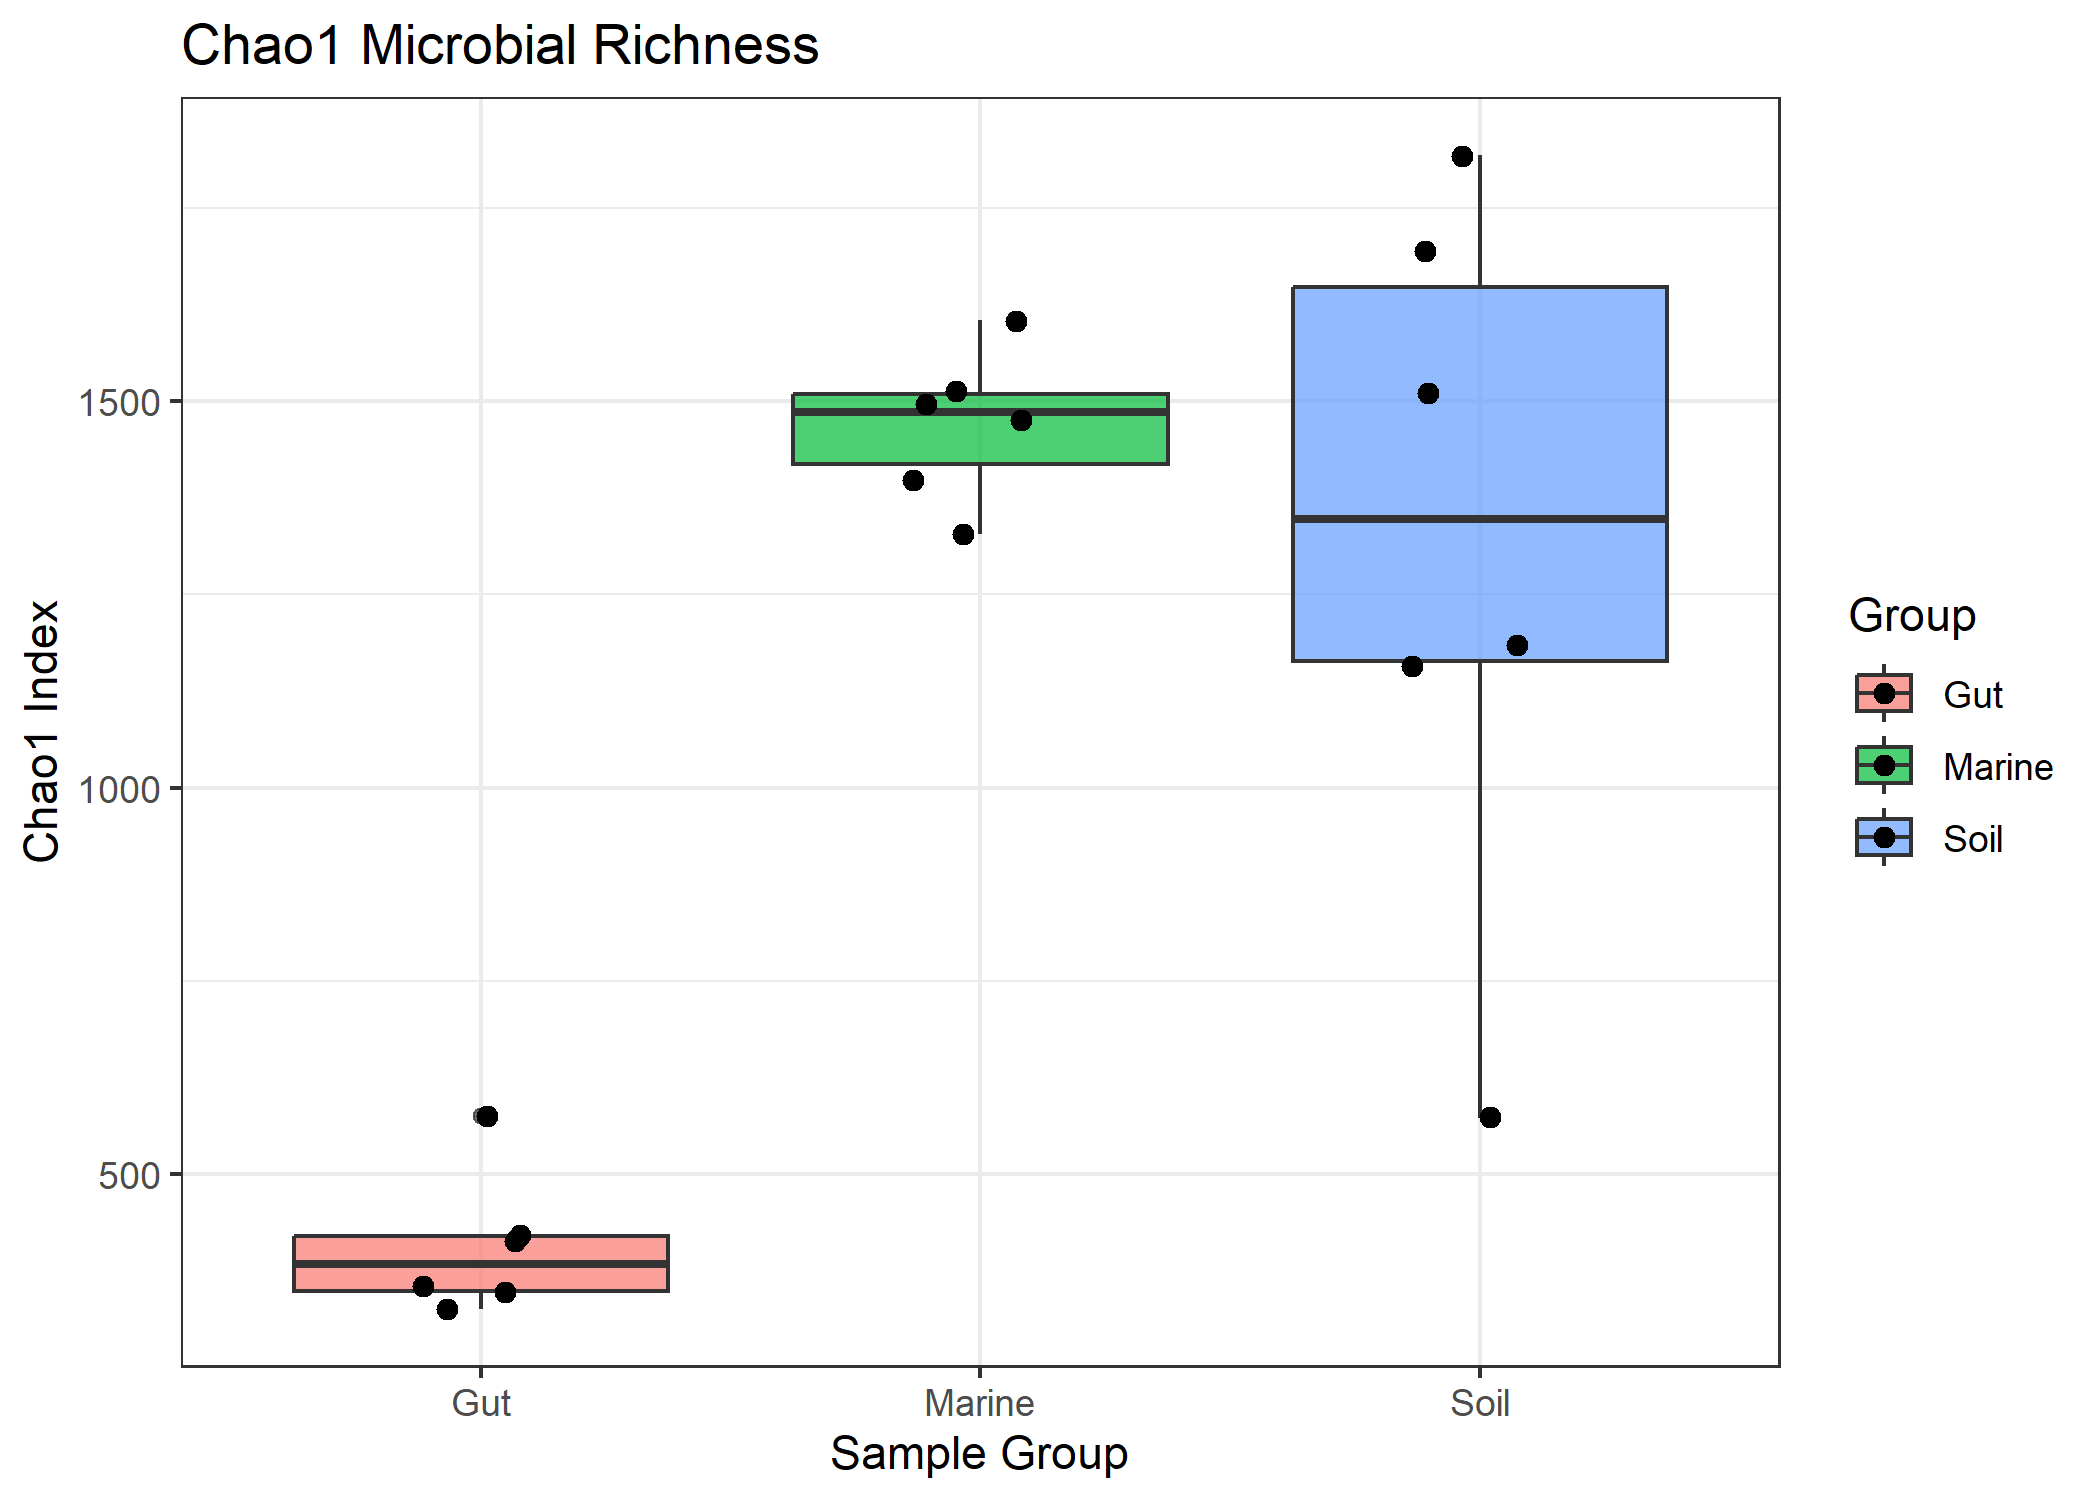 Chao1 Microbial Richness
Chao1 Index
1500
1000
500
Gut
Marine
Soil
Sample Group
Group
Gut
Marine
Soil